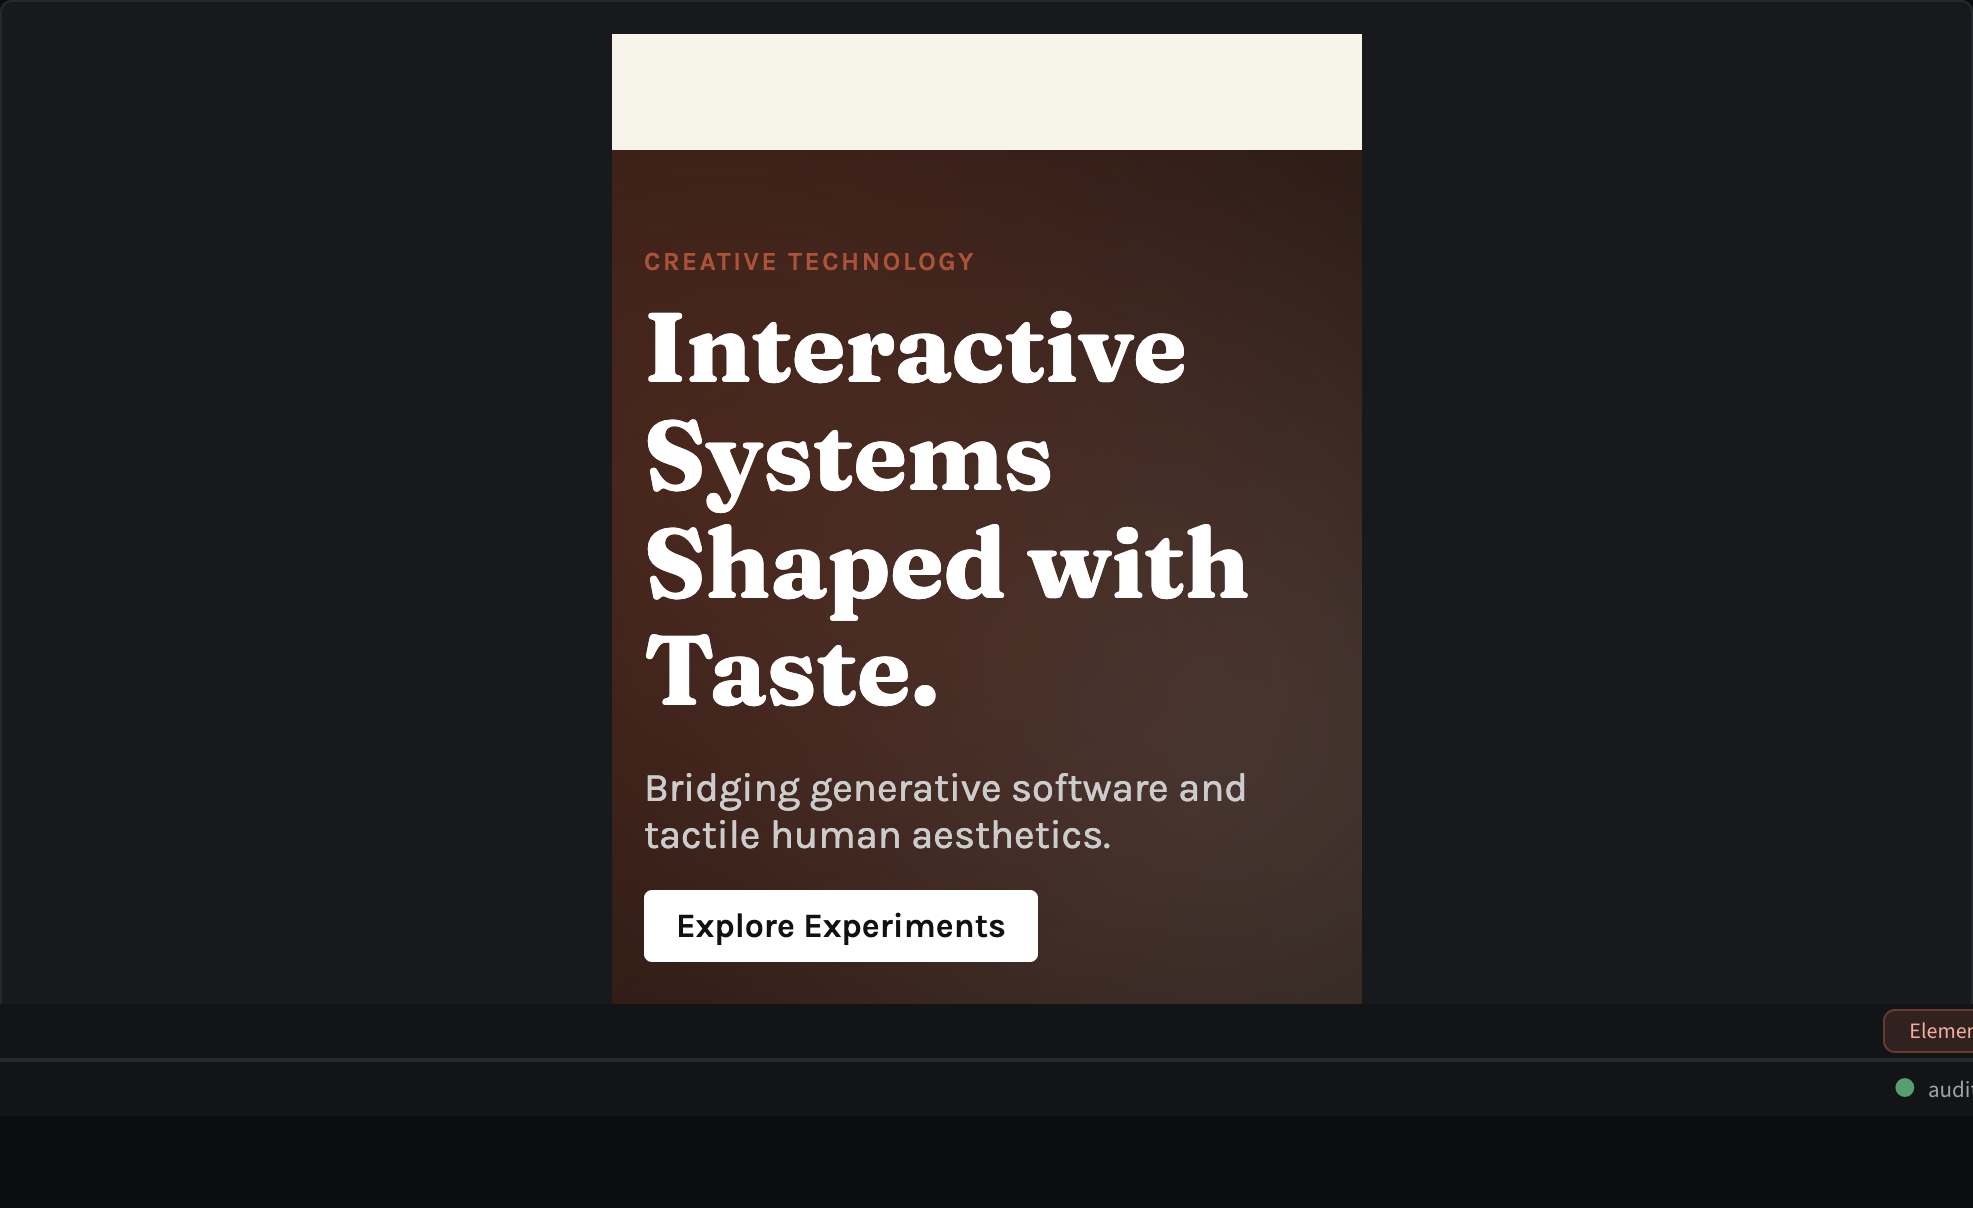 CREATIVE TECHNOLOGY
Interactive
Systems
Shaped with
Taste.
Bridging generative software and
tactile human aesthetics.
Explore Experiments